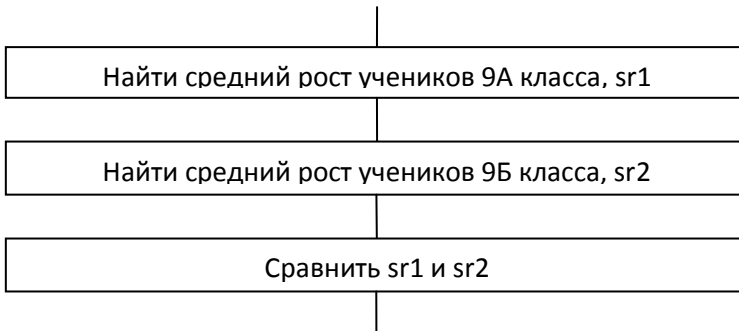 Найти средний рост учеников 9А класса, sr1
Найти средний рост учеников 9Б класса, sr2
Сравнить sr1 и sr2